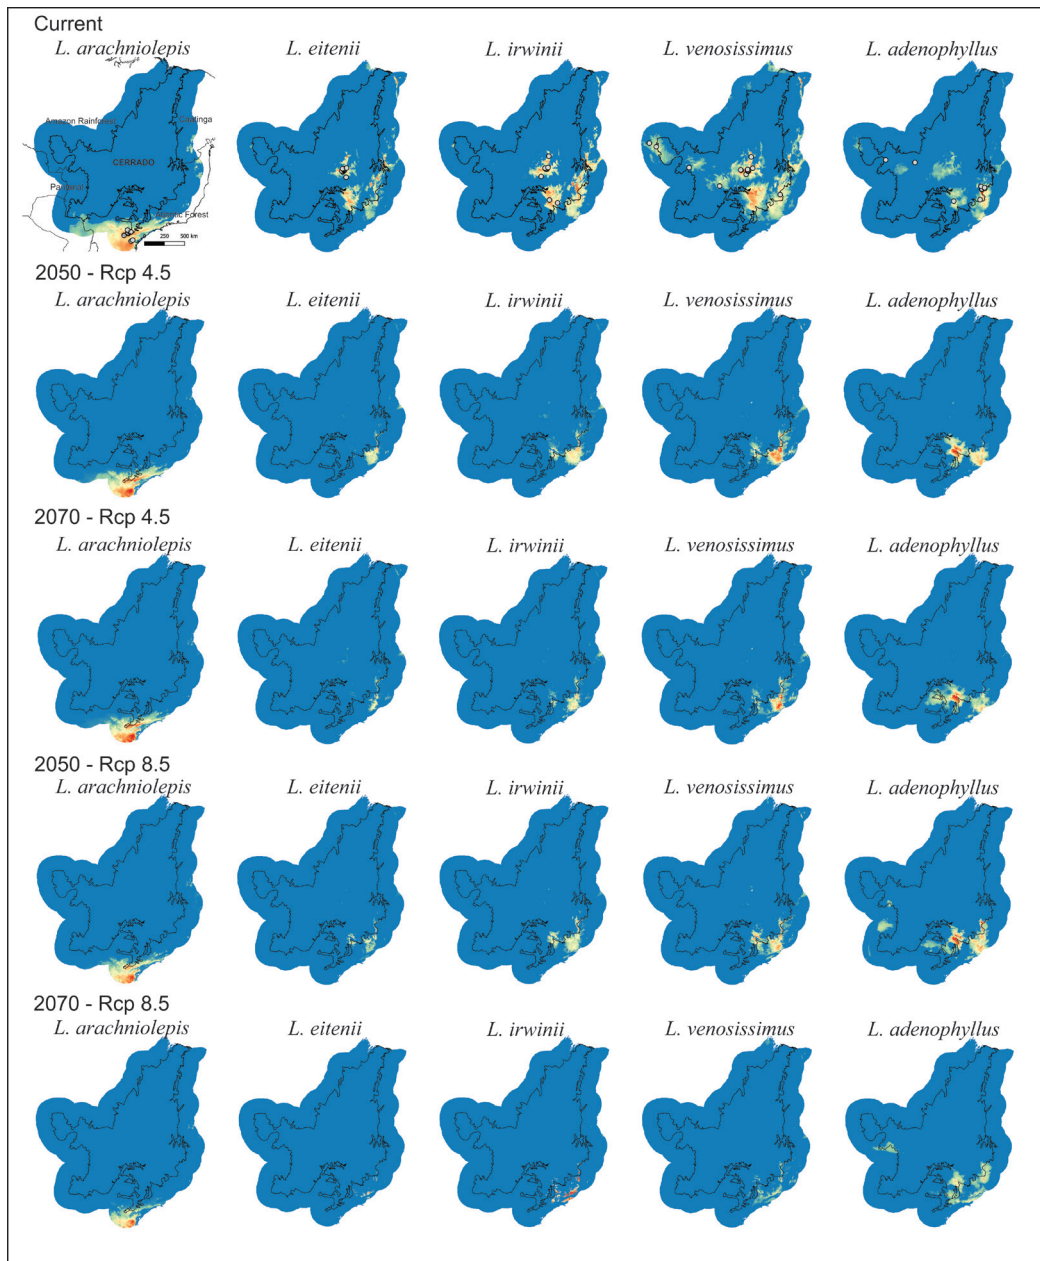 Current
L. arachniolepis L. eitenii L. irwinii L. venosissimus L. adenophyllus
Amazon Rainforest Caatinga
CERRADO
Pantanal
Atlantic Forest
250 500 km
2050 - Rcp 4.5
L. arachniolepis L. eitenii L. irwinii L. venosissimus L. adenophyllus
2070 - Rcp 4.5
L. arachniolepis L. eitenii L. irwinii L. venosissimus L. adenophyllus
2050 - Rcp 8.5
L. arachniolepis L. eitenii L. irwinii L. venosissimus L. adenophyllus
2070 - Rcp 8.5
L. arachniolepis L. eitenii L. irwinii L. venosissimus L. adenophyllus